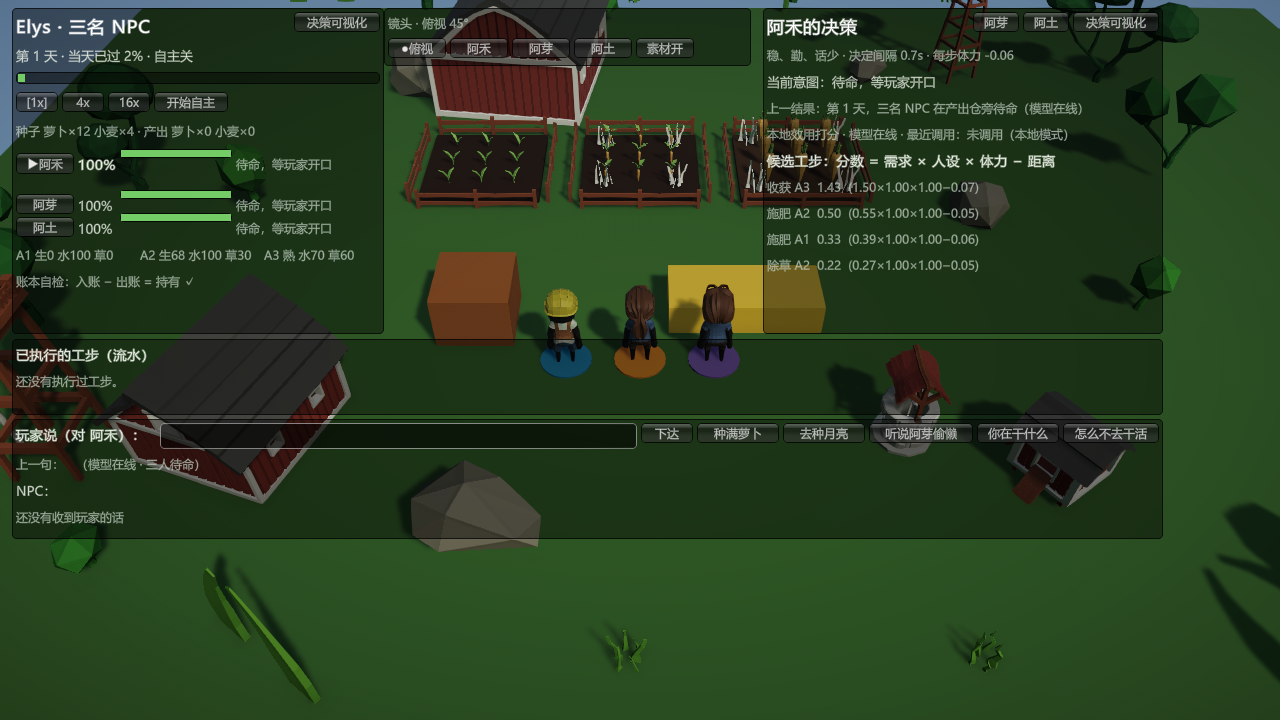 Elys · 三名 NPC
决策可视化
第 1 天 · 当天已过 2% · 自主关
[1x] 4x 16x 开始自主
种子 萝卜×12 小麦×4 · 产出 萝卜×0 小麦×0
▶阿禾 100% 待命，等玩家开口
阿芽 100% 待命，等玩家开口
阿土 100% 待命，等玩家开口
A1 生0 水100 草0 A2 生68 水100 草30 A3 熟 水70 草60
账本自检：入账 − 出账 = 持有 ✓
镜头 · 俯视 45°
●俯视 阿禾 阿芽 阿土 素材开
阿禾的决策
阿芽 阿土 决策可视化
稳、勤、话少 · 决定间隔 0.7s · 每步体力 -0.06
当前意图：待命，等玩家开口
上一结果：第 1 天，三名 NPC 在产出仓旁待命（模型在线）
本地效用打分 · 模型在线 · 最近调用：未调用（本地模式）
候选工步：分数 = 需求 × 人设 × 体力 − 距离
收获 A3 1.43 (1.50×1.00×1.00−0.07)
施肥 A2 0.50 (0.55×1.00×1.00−0.05)
施肥 A1 0.33 (0.39×1.00×1.00−0.06)
除草 A2 0.22 (0.27×1.00×1.00−0.05)
已执行的工步（流水）
还没有执行过工步。
玩家说（对 阿禾）：
下达 种满萝卜 去种月亮 听说阿芽偷懒 你在干什么 怎么不去干活
上一句： （模型在线 · 三人待命）
NPC：
还没有收到玩家的话